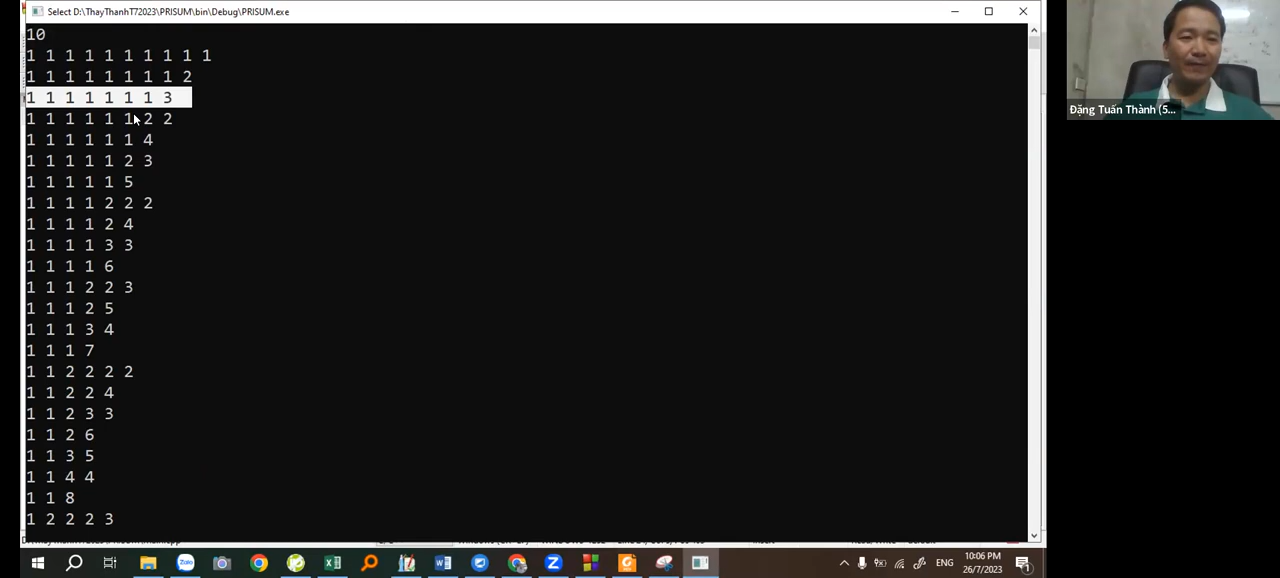 Select D:\ThayThanhT72023\PRISUM\bin\Debug\PRISUM.exe
10
1 1 1 1 1 1 1 1 1 1
1 1 1 1 1 1 1 1 2
1 1 1 1 1 1 1 3
1 1 1 1 1 1 2 2
1 1 1 1 1 1 4
1 1 1 1 1 2 3
1 1 1 1 1 5
1 1 1 1 2 2 2
1 1 1 1 2 4
1 1 1 1 3 3
1 1 1 1 6
1 1 1 2 2 3
1 1 1 2 5
1 1 1 3 4
1 1 1 7
1 1 2 2 2 2
1 1 2 2 4
1 1 2 3 3
1 1 2 6
1 1 3 5
1 1 4 4
1 1 8
1 2 2 2 3
Đặng Tuấn Thành (5...
Zalo
ENG
10:06 PM
26/7/2023
1